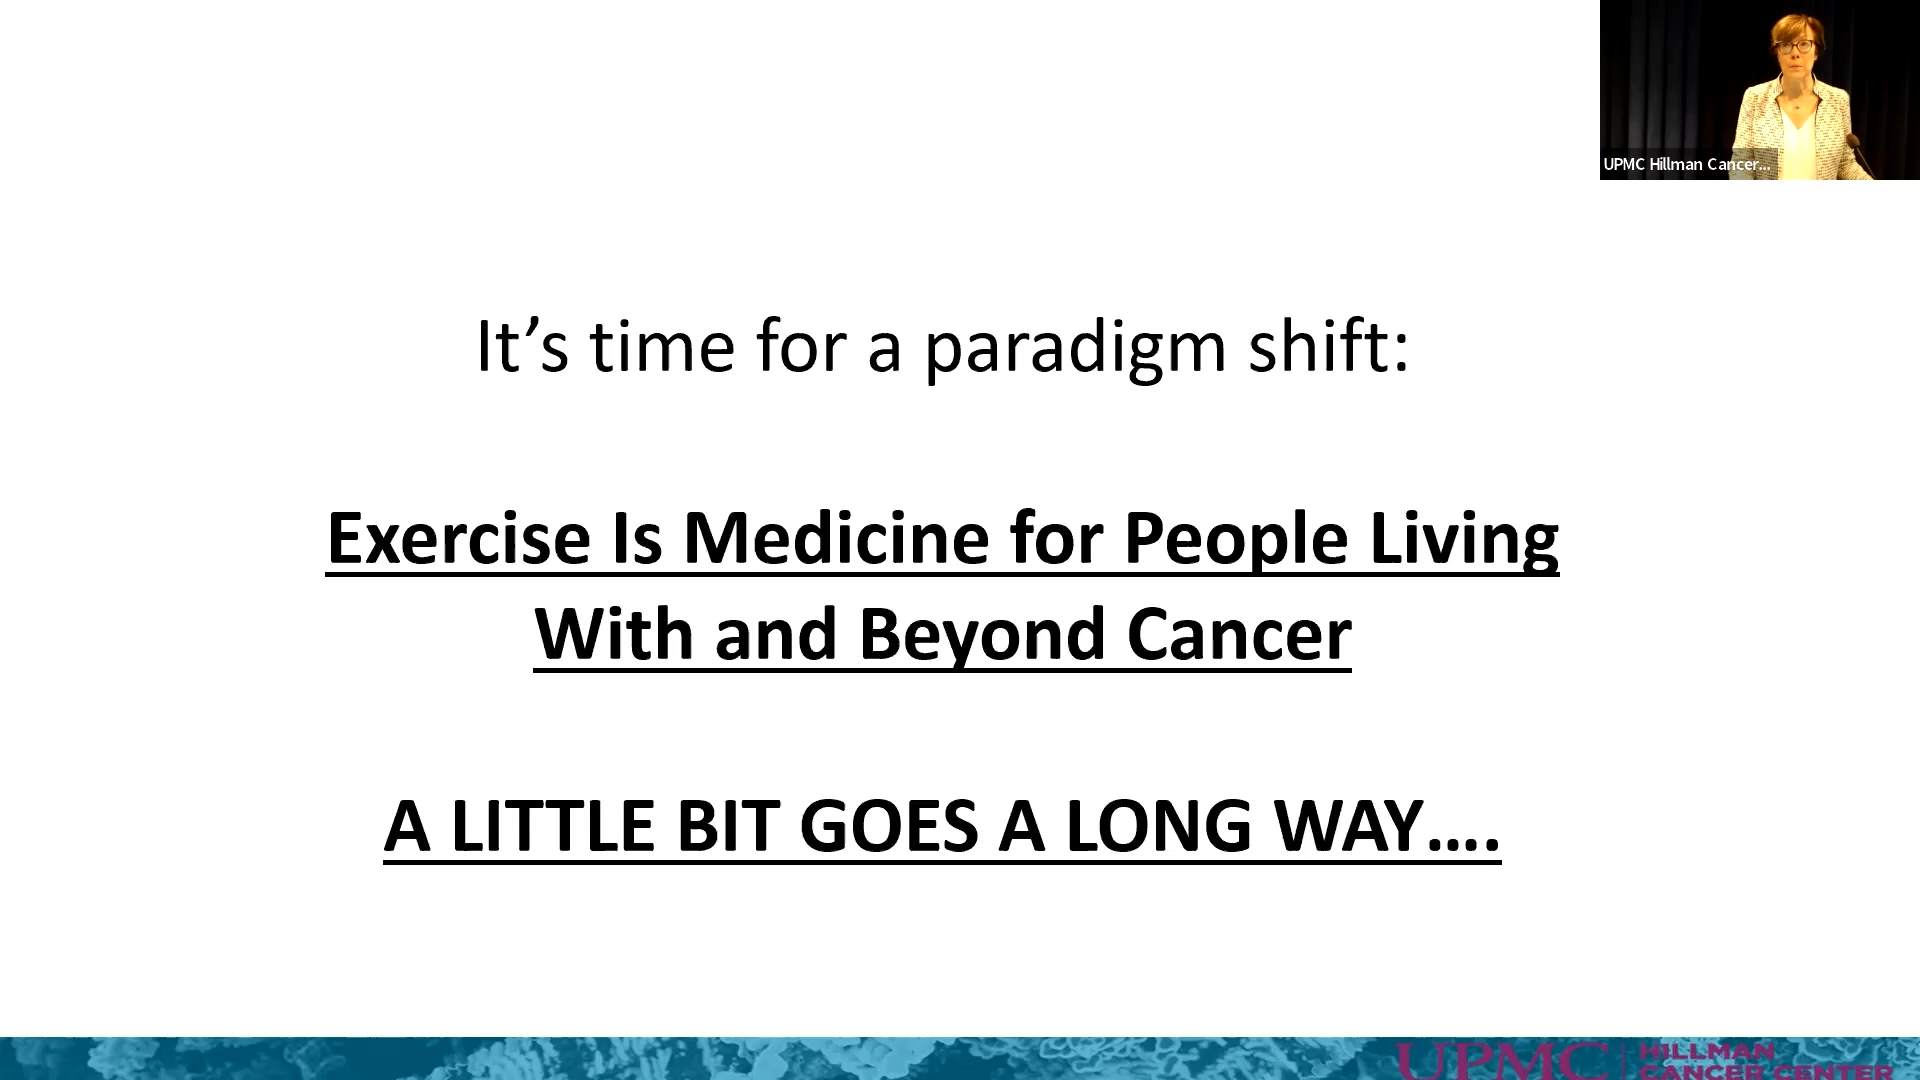 UPMC Hillman Cancer...
It’s time for a paradigm shift:
Exercise Is Medicine for People Living
With and Beyond Cancer
A LITTLE BIT GOES A LONG WAY….
UPMC
HILLMAN
CANCER CENTER